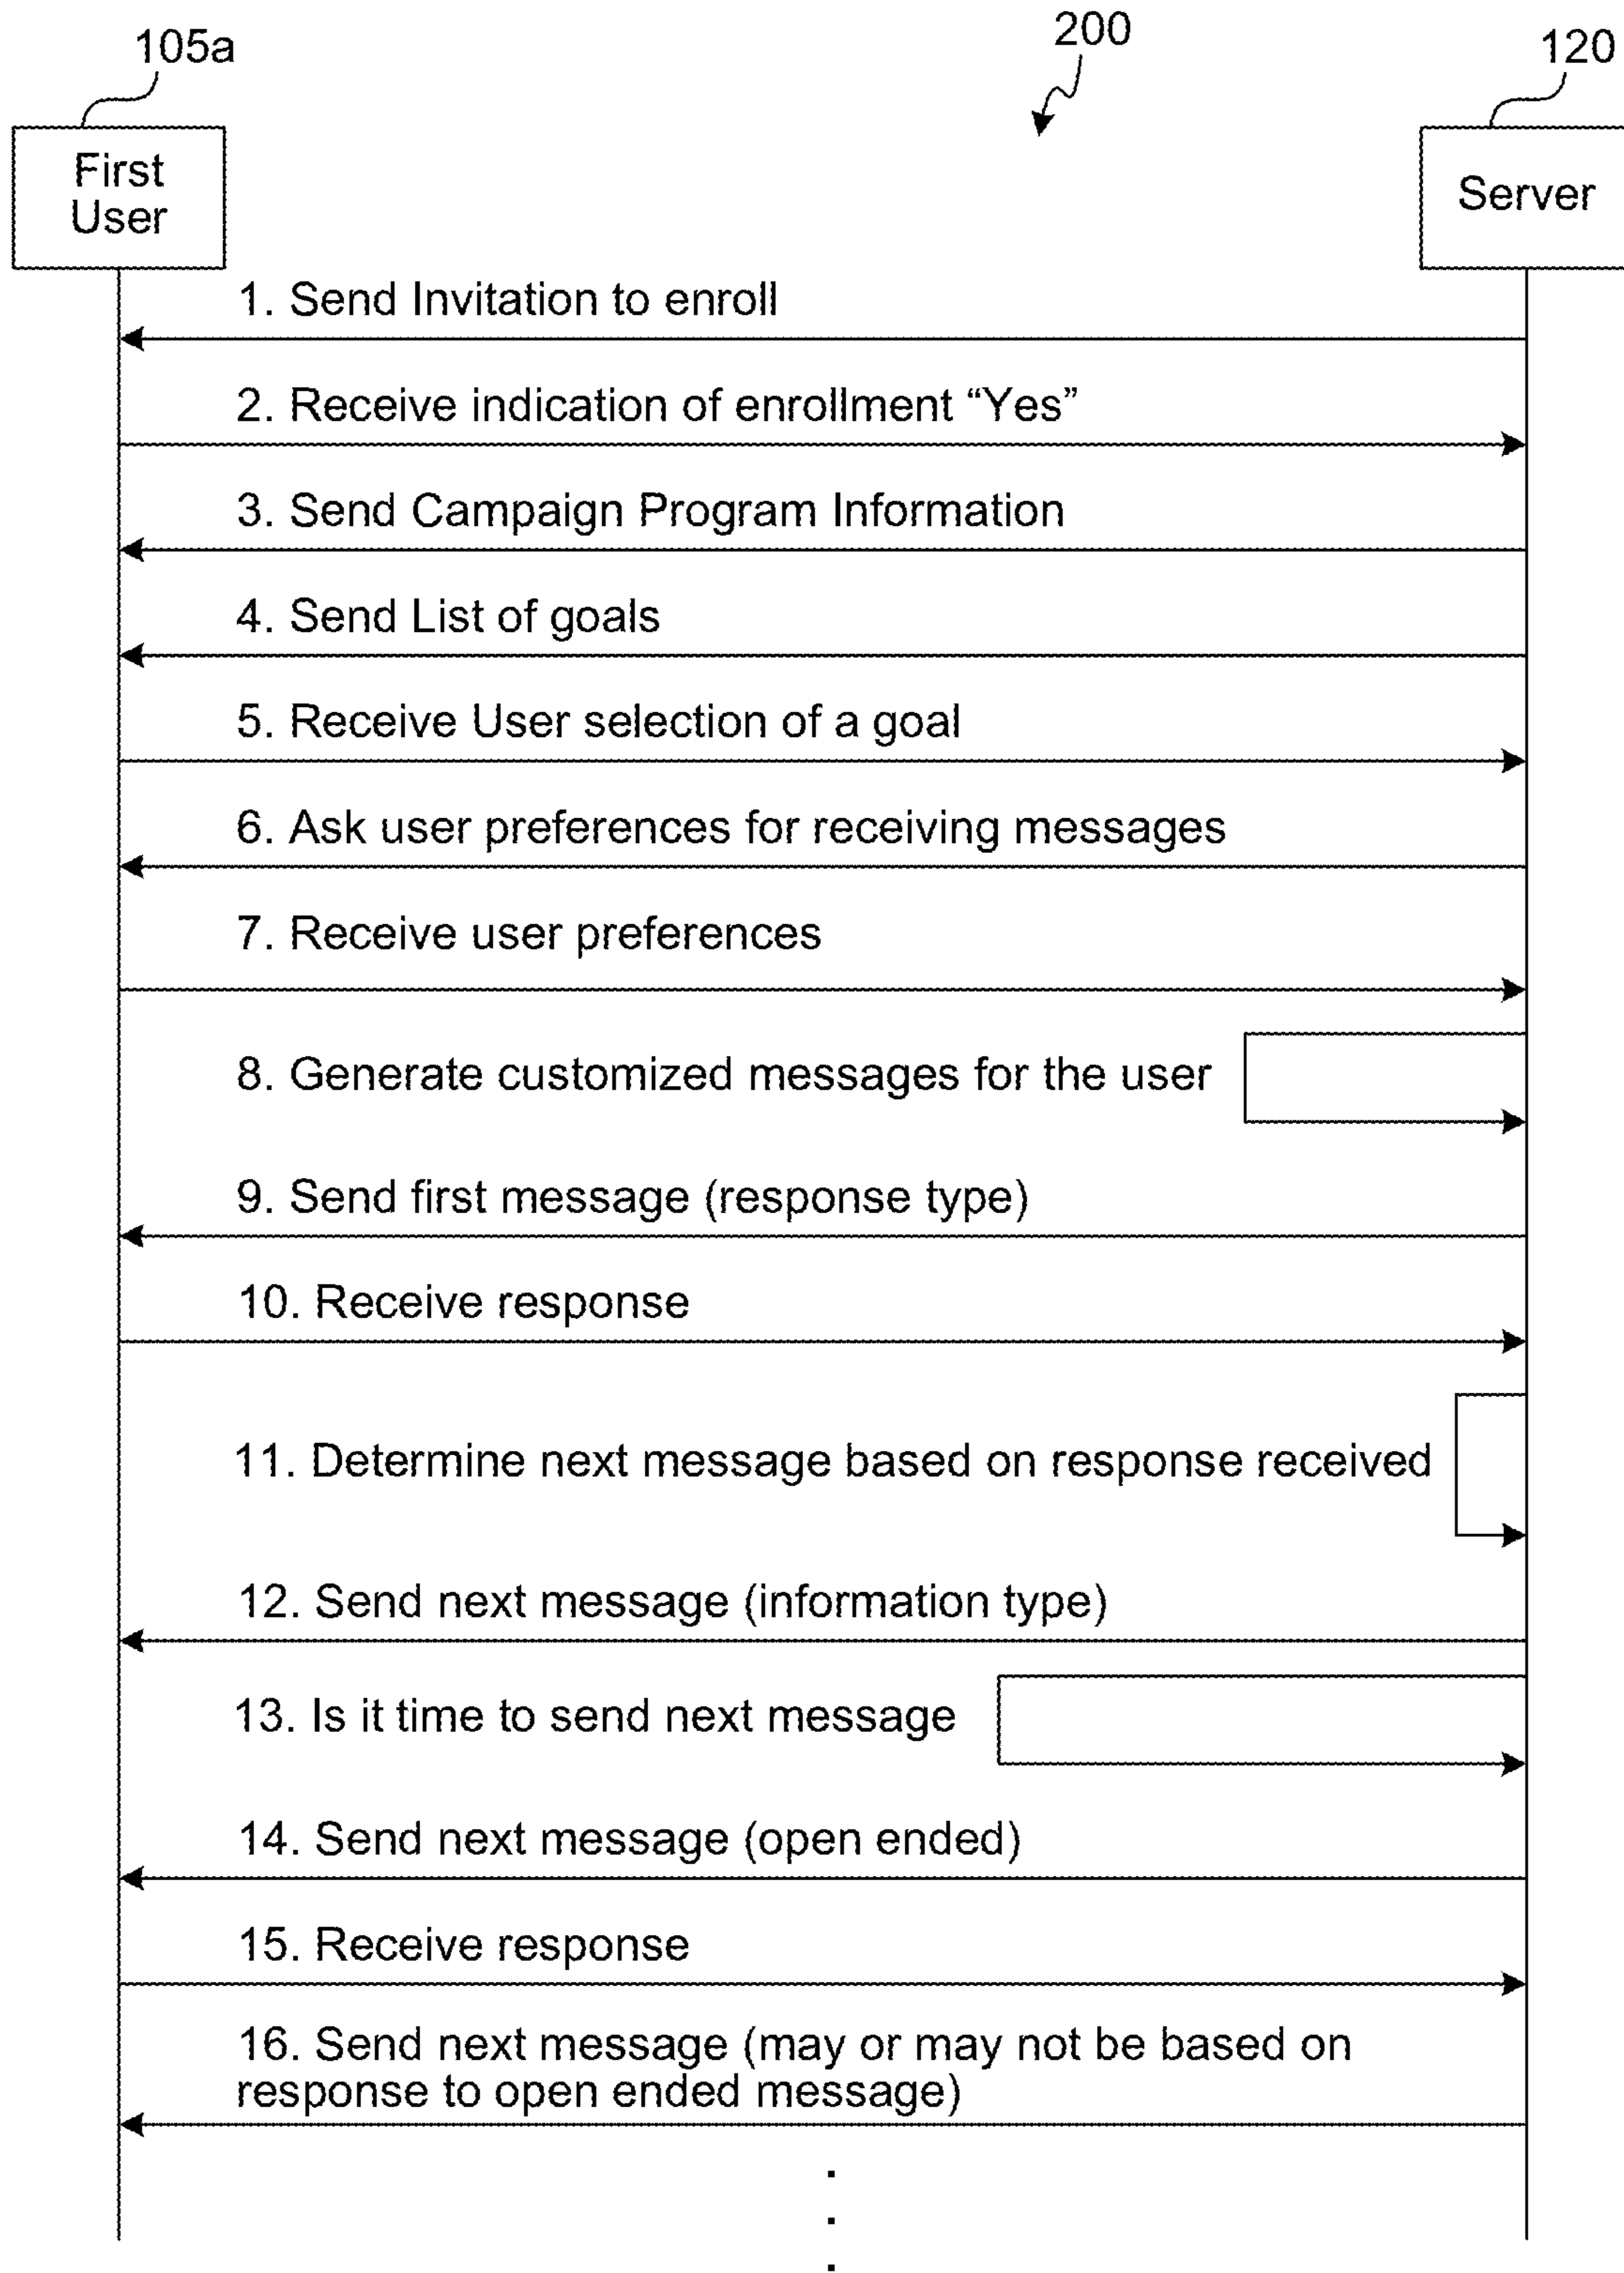 105a
200
120
First
User
Server
1. Send Invitation to enroll
2. Receive indication of enrollment “Yes”
3. Send Campaign Program Information
4. Send List of goals
5. Receive User selection of a goal
6. Ask user preferences for receiving messages
7. Receive user preferences
8. Generate customized messages for the user
9. Send first message (response type)
10. Receive response
11. Determine next message based on response received
12. Send next message (information type)
13. Is it time to send next message
14. Send next message (open ended)
15. Receive response
16. Send next message (may or may not be based on
response to open ended message)